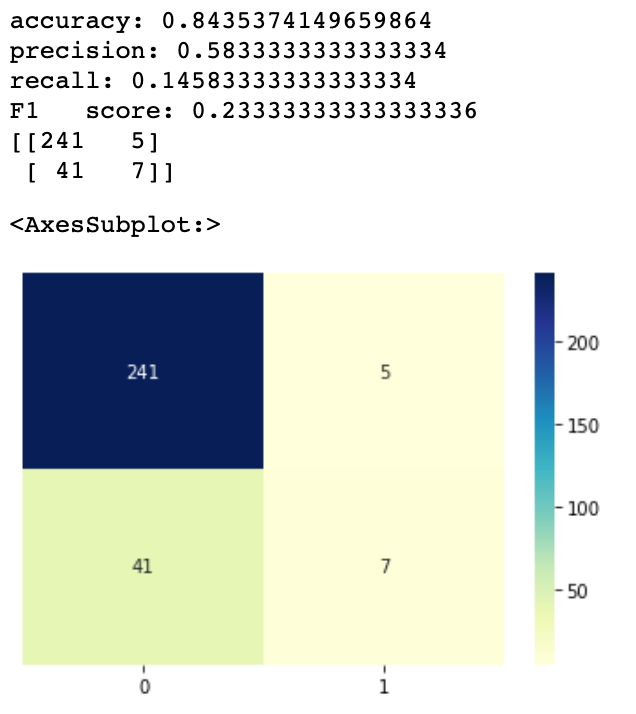 accuracy: 0.8435374149659864
precision: 0.5833333333333334
recall: 0.14583333333333334
F1   score: 0.23333333333333336
[[241   5]
 [ 41   7]]
<AxesSubplot:>
200
241 5
150
100
41 7
50
0 1